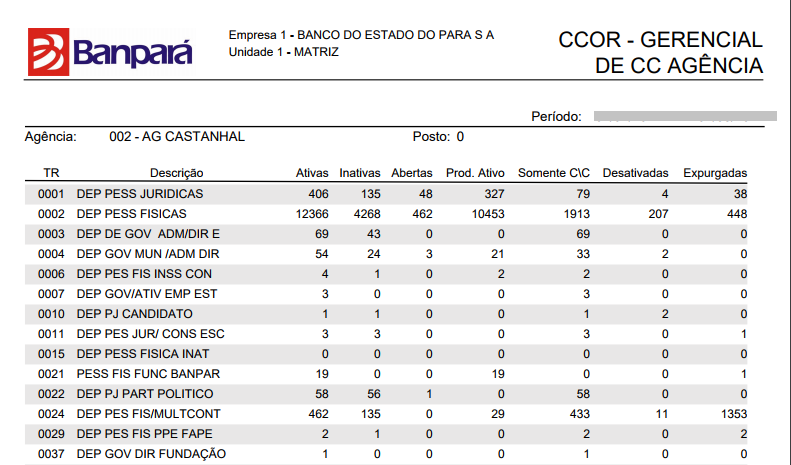 Banpará
Empresa 1 - BANCO DO ESTADO DO PARA S A
Unidade 1 - MATRIZ
CCOR - GERENCIAL
DE CC AGÊNCIA
Período:
Agência: 002 - AG CASTANHAL Posto: 0
TR Descrição Ativas Inativas Abertas Prod. Ativo Somente C\C Desativadas Expurgadas
0001 DEP PESS JURIDICAS 406 135 48 327 79 4 38
0002 DEP PESS FISICAS 12366 4268 462 10453 1913 207 448
0003 DEP DE GOV ADM/DIR E 69 43 0 0 69 0 0
0004 DEP GOV MUN /ADM DIR 54 24 3 21 33 2 0
0006 DEP PES FIS INSS CON 4 1 0 2 2 0 0
0007 DEP GOV/ATIV EMP EST 3 0 0 0 3 0 0
0010 DEP PJ CANDIDATO 1 1 0 0 1 2 0
0011 DEP PES JUR/ CONS ESC 3 3 0 0 3 0 1
0015 DEP PESS FISICA INAT 0 0 0 0 0 0 0
0021 PESS FIS FUNC BANPAR 19 0 0 19 0 0 1
0022 DEP PJ PART POLITICO 58 56 1 0 58 0 0
0024 DEP PES FIS/MULTCONT 462 135 0 29 433 11 1353
0029 DEP PES FIS PPE FAPE 2 1 0 0 2 0 2
0037 DEP GOV DIR FUNDAÇÃO 1 0 0 0 1 0 0